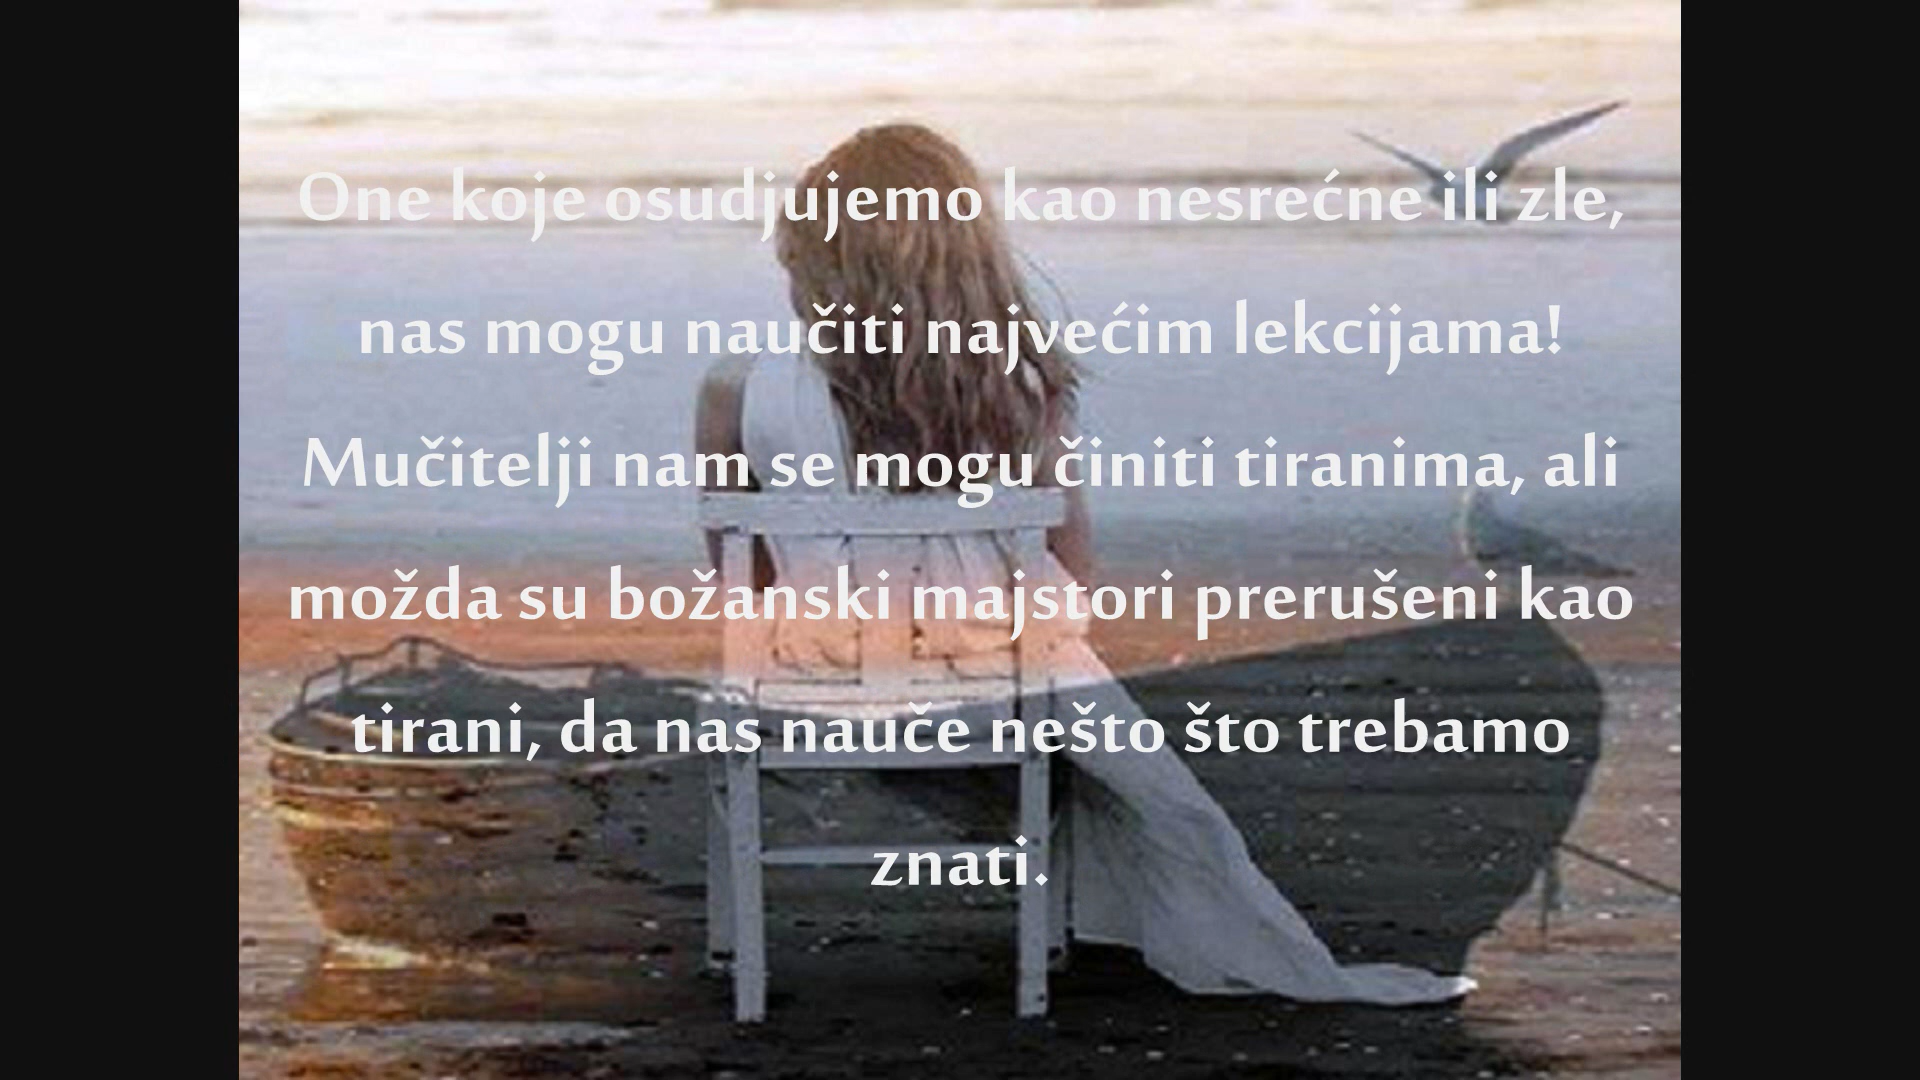 One koje osudjujemo kao nesrećne ili zle,
nas mogu naučiti najvećim lekcijama!
Mučitelji nam se mogu činiti tiranima, ali
možda su božanski majstori prerušeni kao
tirani, da nas nauče nešto što trebamo
znati.